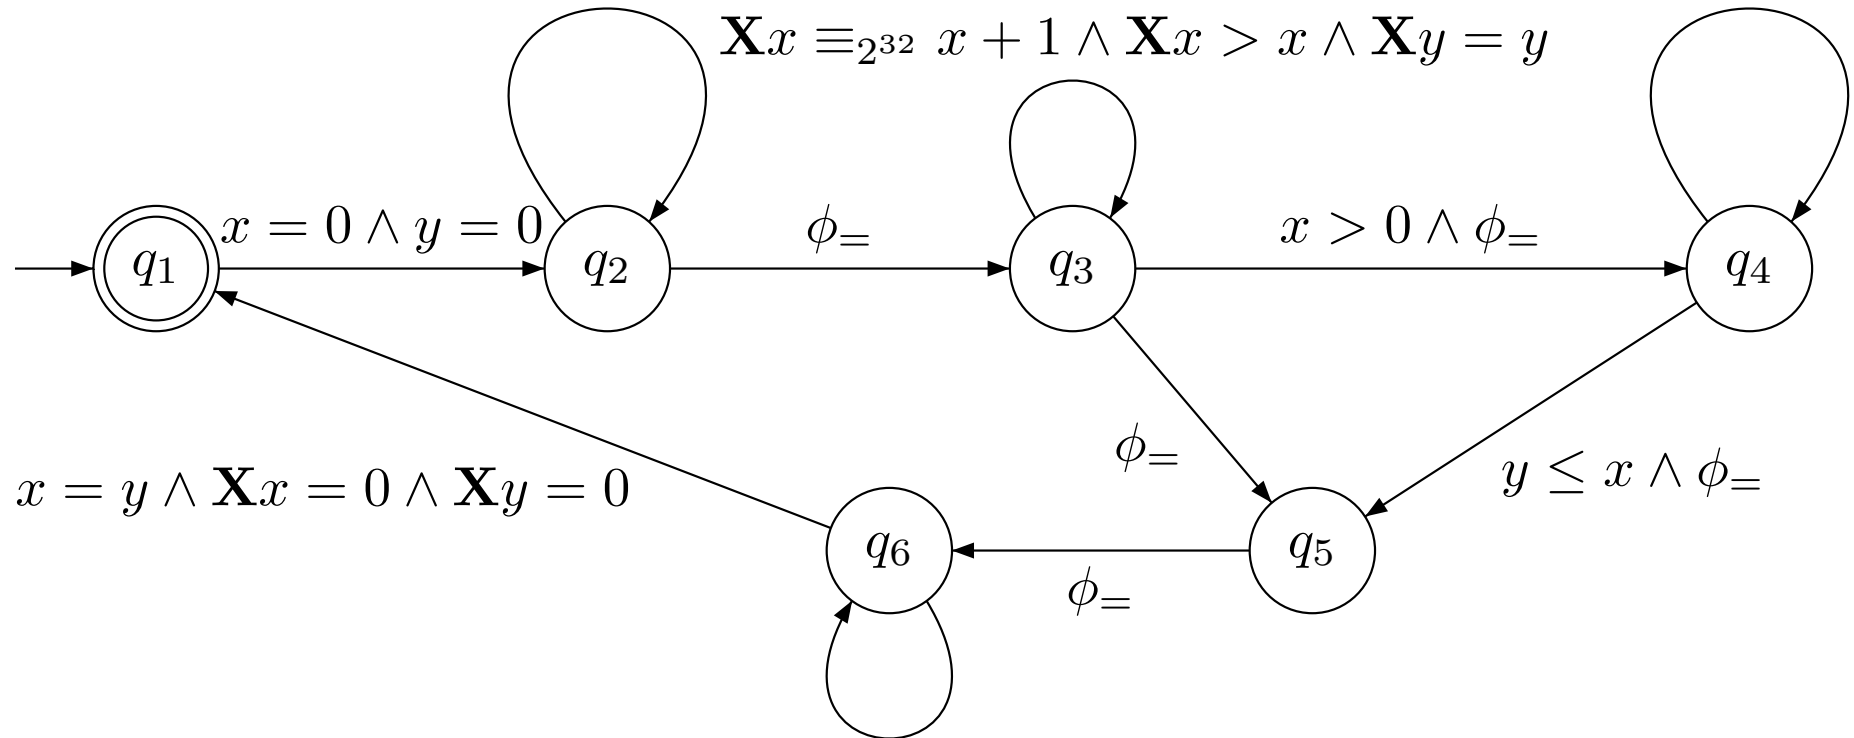 𝐗x ≡₂³² x + 1 ∧ 𝐗x > x ∧ 𝐗y = y
x = 0 ∧ y = 0
ϕ₌
x > 0 ∧ ϕ₌
q₁
q₂
q₃
q₄
ϕ₌
y ≤ x ∧ ϕ₌
x = y ∧ 𝐗x = 0 ∧ 𝐗y = 0
q₆
q₅
ϕ₌